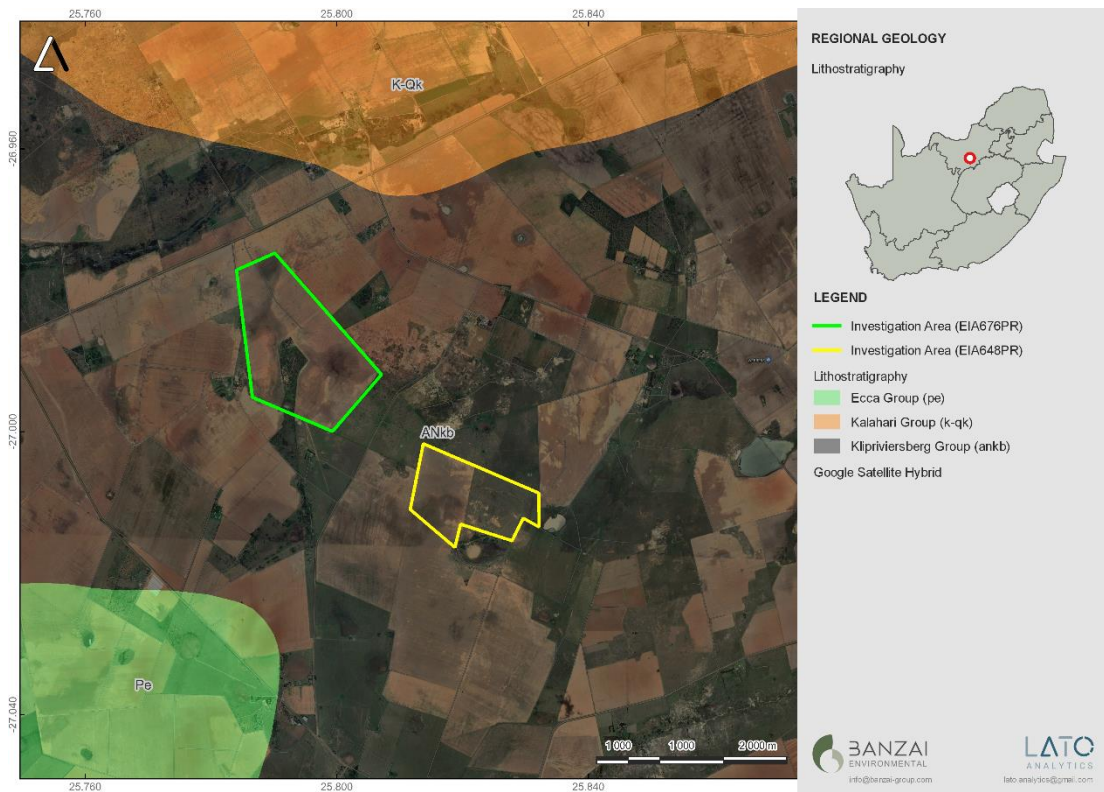 25.760
25.800
25.840
K-Qk
-26.960
-27.000
-27.040
ANkb
Pe
1 000
1 000
2 000 m
25.760
25.800
25.840
REGIONAL GEOLOGY
Lithostratigraphy
LEGEND
Investigation Area (EIA676PR)
Investigation Area (EIA648PR)
Lithostratigraphy
Ecca Group (pe)
Kalahari Group (k-qk)
Klipriviersberg Group (ankb)
Google Satellite Hybrid
BANZAI
ENVIRONMENTAL
info@banzai-group.com
LATO
ANALYTICS
lato.analytics@gmail.com